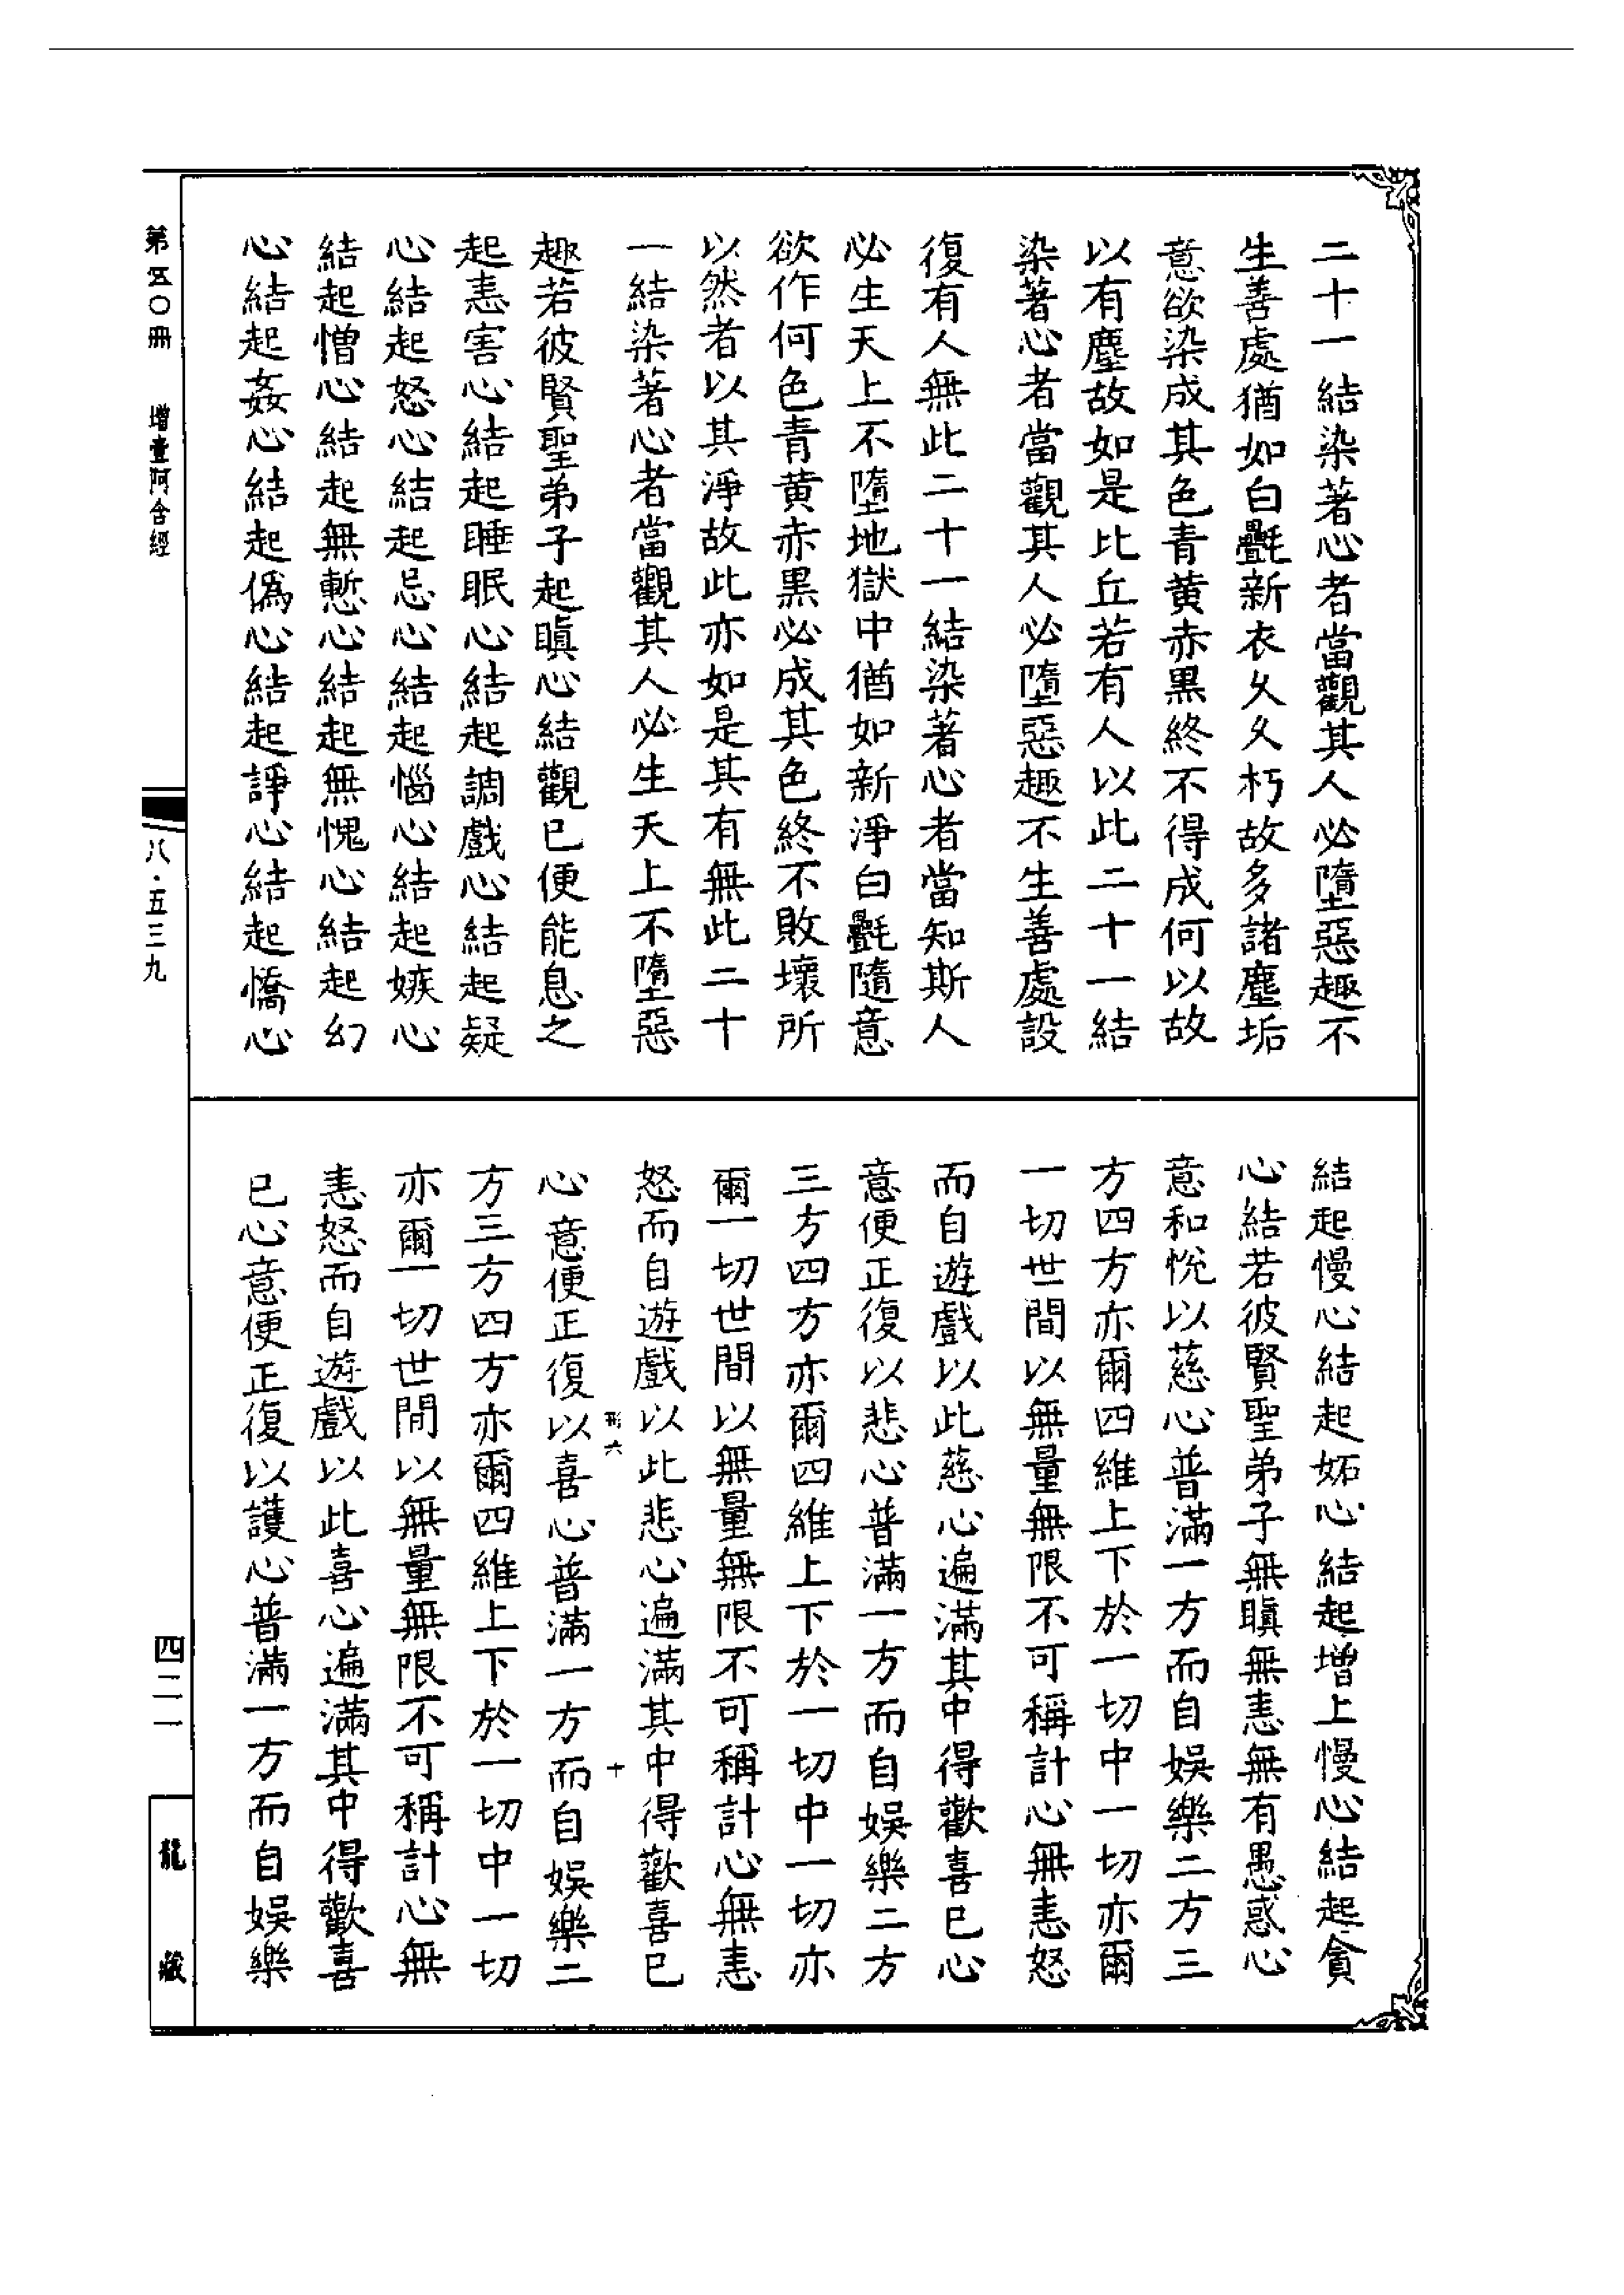 二十一結染著心者當觀其人必墮惡趣不
生善處猶如白㲲新衣久久朽故多諸塵垢
意欲染成其色青黃赤黑終不得成何以故
以有塵故如是比丘若有人以此二十一結
染著心者當觀其人必墮惡趣不生善處設
復有人無此二十一結染著心者當知斯人
必生天上不墮地獄中猶如新淨白㲲隨意
欲作何色青黃赤黑必成其色終不敗壞所
以然者以其淨故此亦如是其有無此二十
一結染著心者當觀其人必生天上不墮惡
趣若彼賢聖弟子起瞋心結觀已便能息之
起恚害心結起睡眠心結起調戲心結起疑
心結起怒心結起忌心結起惱心結起嫉心
結起憎心結起無慙心結起無愧心結起幻
心結起姦心結起偽心結起諍心結起憍心
結起慢心結起妬心結起增上慢心結起貪
心結若彼賢聖弟子無瞋無恚無有愚惑心
意和悅以慈心普滿一方而自娛樂二方三
方四方亦爾四維上下於一切中一切亦爾
一切世間以無量無限不可稱計心無恚怒
而自遊戲以此慈心遍滿其中得歡喜已心
意便正復以悲心普滿一方而自娛樂二方
三方四方亦爾四維上下於一切中一切亦
爾一切世間以無量無限不可稱計心無恚
怒而自遊戲以此悲心遍滿其中得歡喜已
形六 十
心意便正復以喜心普滿一方而自娛樂二
方三方四方亦爾四維上下於一切中一切
亦爾一切世間以無量無限不可稱計心無
恚怒而自遊戲以此喜心遍滿其中得歡喜
已心意便正復以護心普滿一方而自娛樂
第五〇冊 增壹阿含經
八·五三九
四二一
龍藏